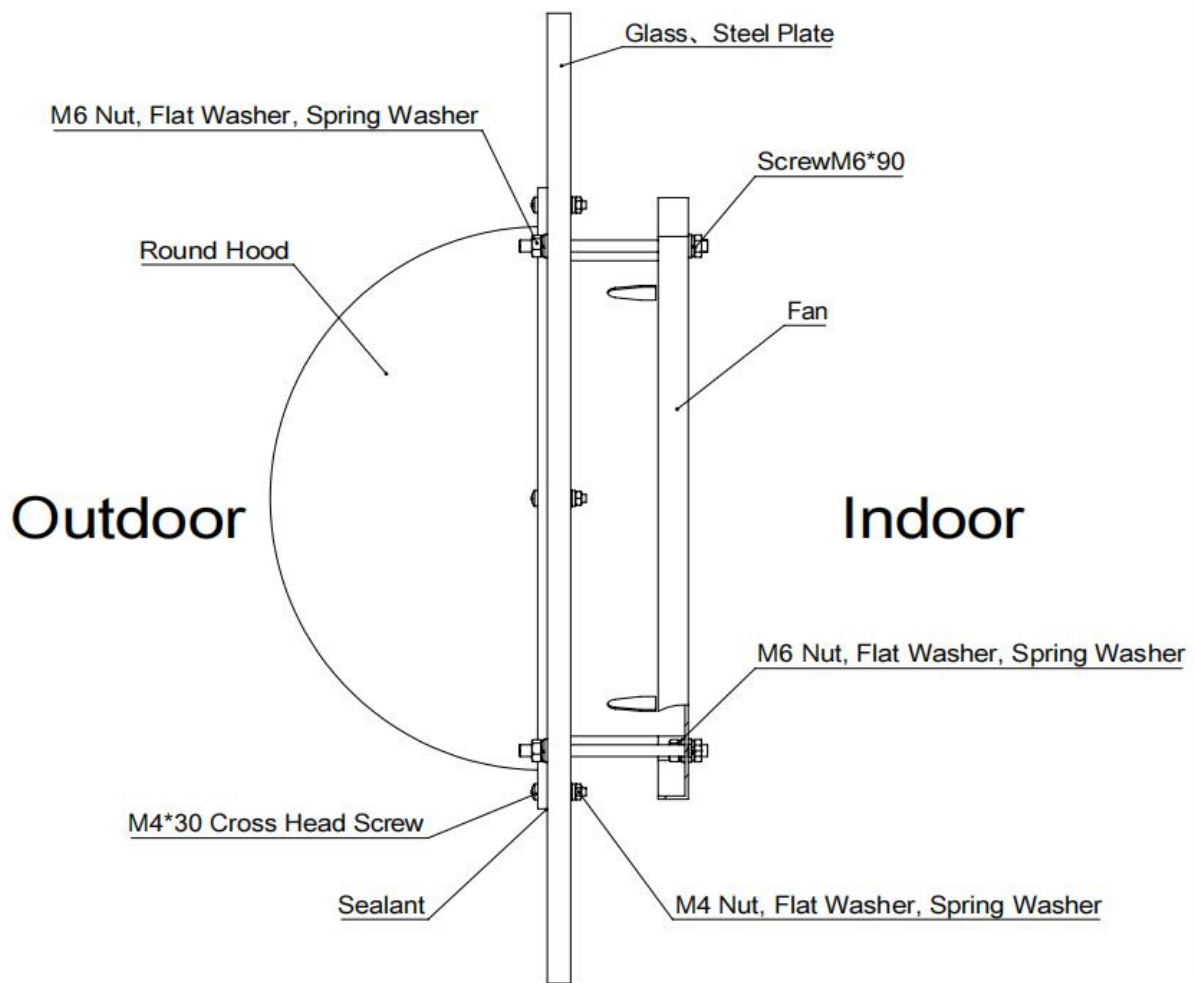 Glass、Steel Plate
M6 Nut, Flat Washer, Spring Washer
ScrewM6*90
Round Hood
Fan
Outdoor
Indoor
M6 Nut, Flat Washer, Spring Washer
M4*30 Cross Head Screw
Sealant
M4 Nut, Flat Washer, Spring Washer